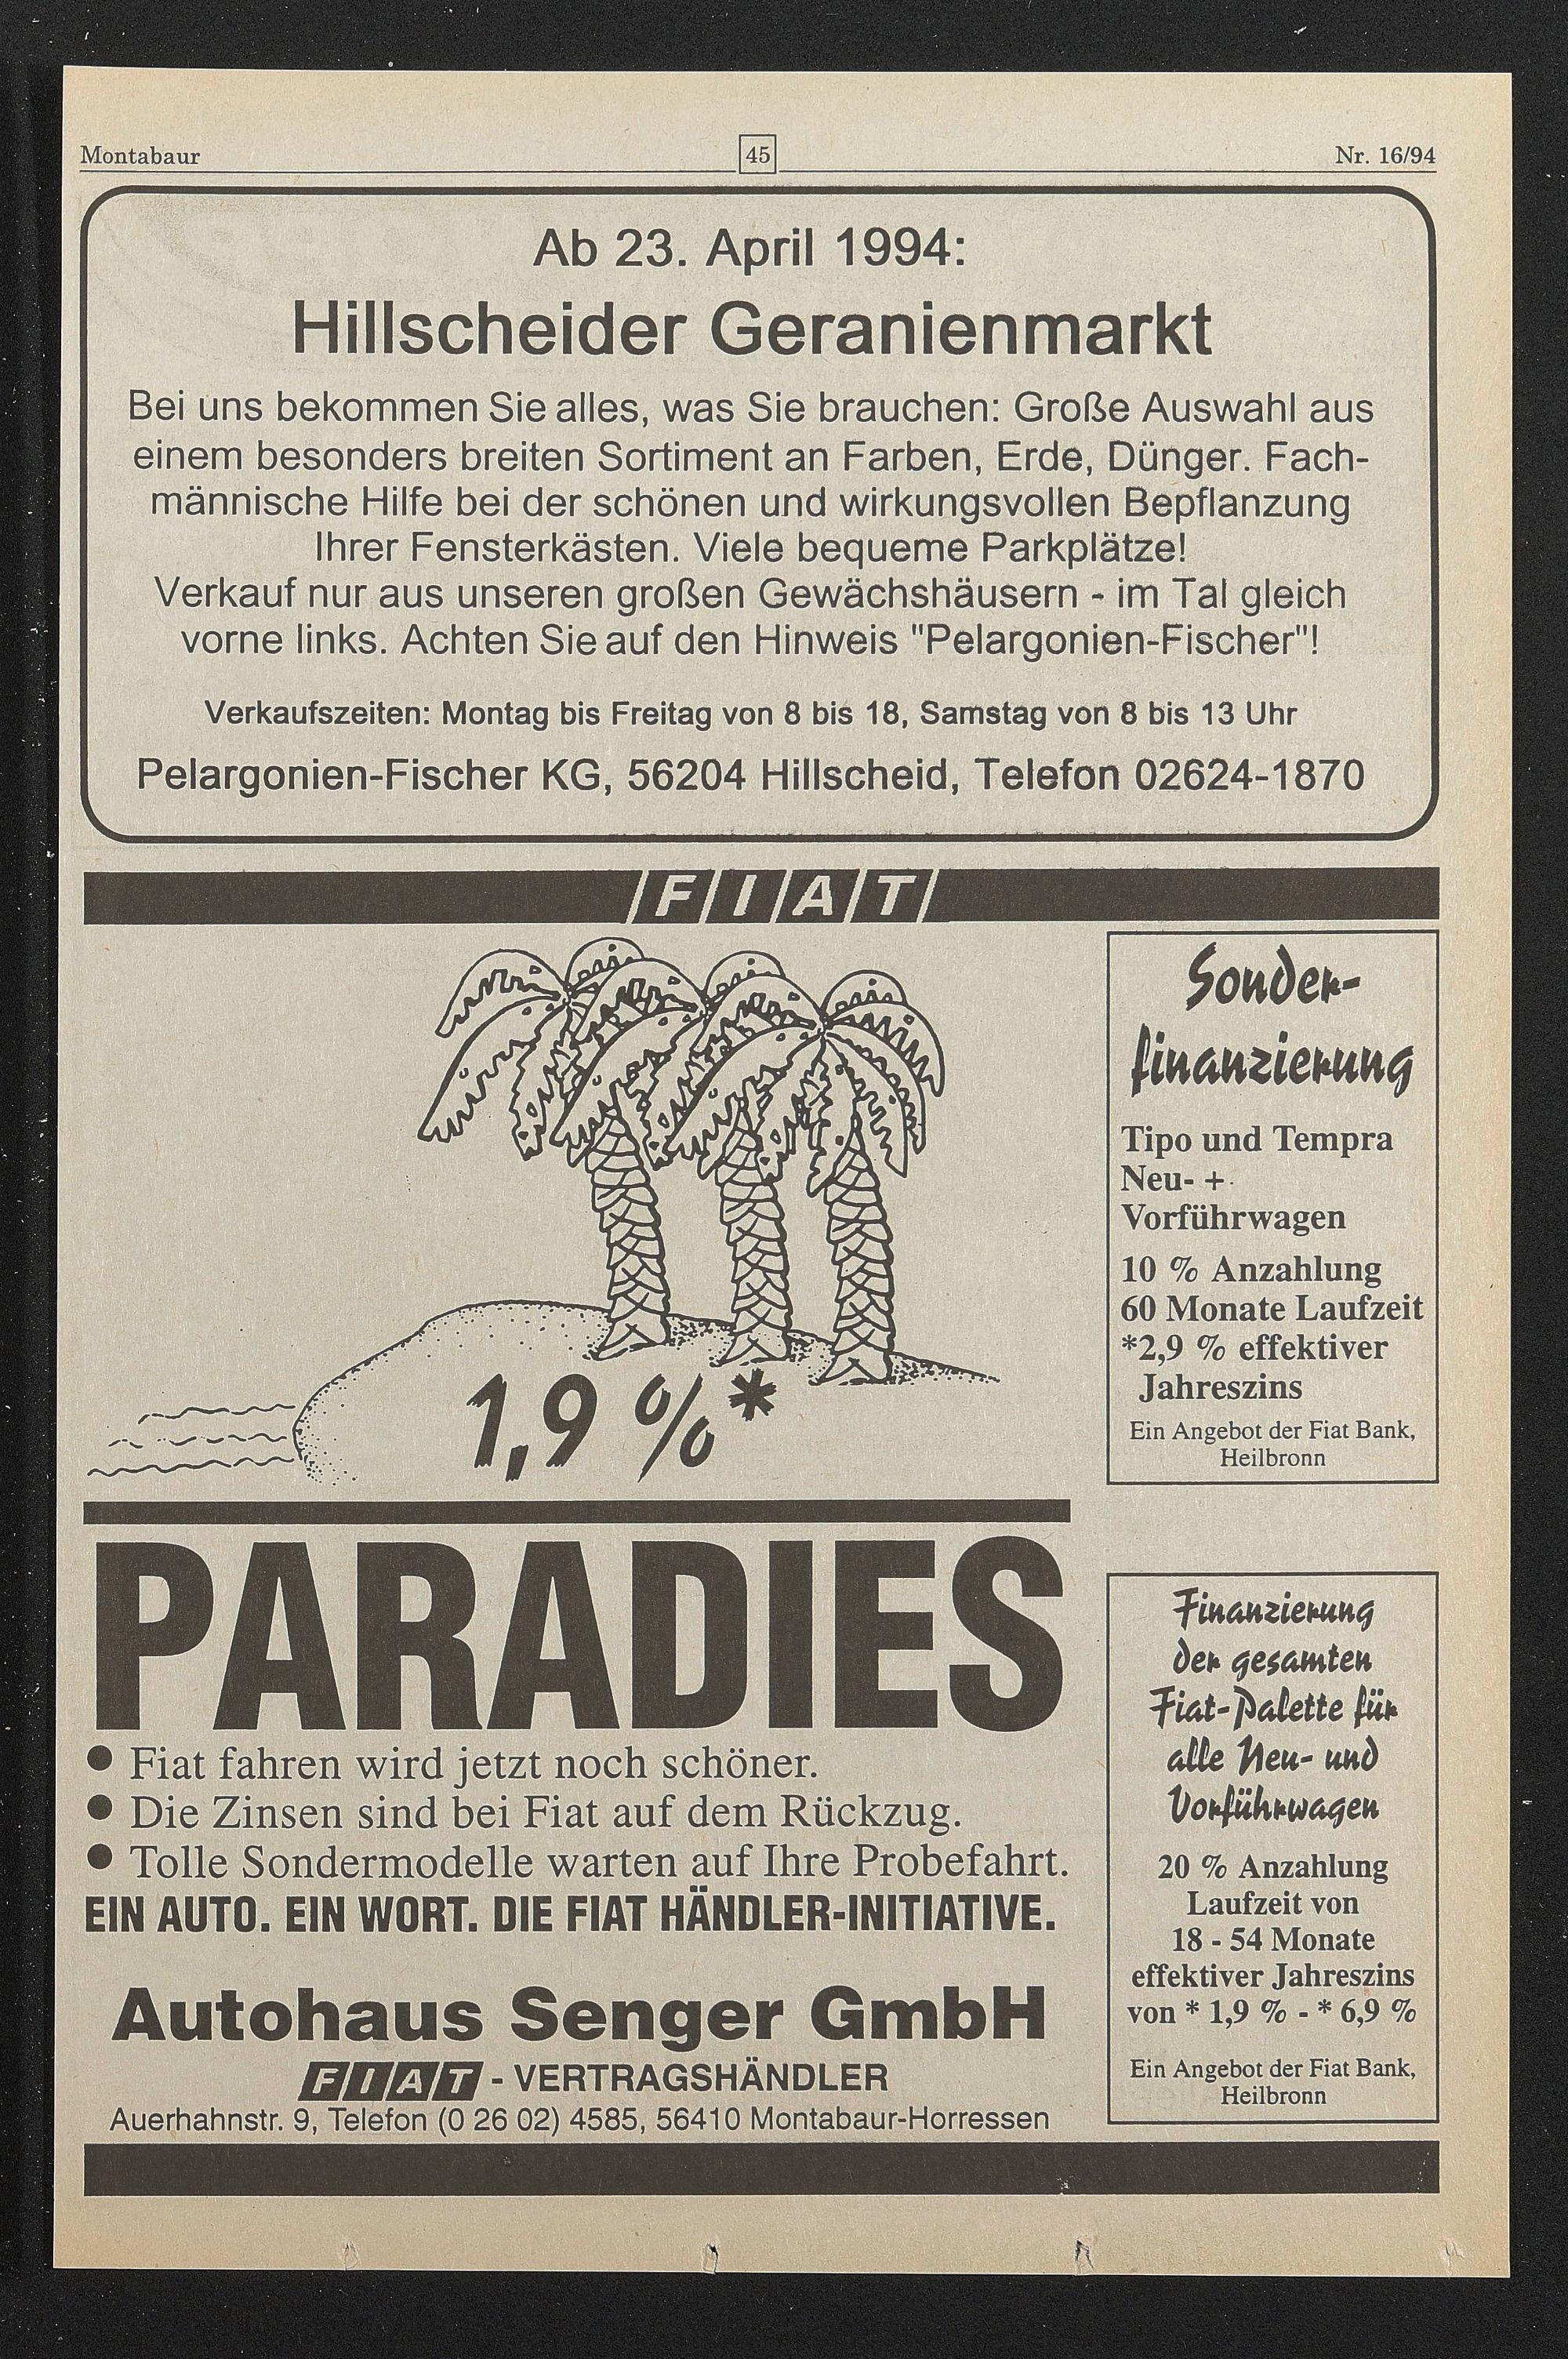 Montabaur
45
Nr. 16/94
Ab 23. April 1994:
Hillscheider Geranienmarkt
Bei uns bekommen Sie alles, was Sie brauchen: Große Auswahl aus
einem besonders breiten Sortiment an Farben, Erde, Dünger. Fach-
männische Hilfe bei der schönen und wirkungsvollen Bepflanzung
Ihrer Fensterkästen. Viele bequeme Parkplätze!
Verkauf nur aus unseren großen Gewächshäusern - im Tal gleich
vorne links. Achten Sie auf den Hinweis "Pelargonien-Fischer"!
Verkaufszeiten: Montag bis Freitag von 8 bis 18, Samstag von 8 bis 13 Uhr
Pelargonien-Fischer KG, 56204 Hillscheid, Telefon 02624-1870
FIAT
1,9 %*
PARADIES
● Fiat fahren wird jetzt noch schöner.
● Die Zinsen sind bei Fiat auf dem Rückzug.
● Tolle Sondermodelle warten auf Ihre Probefahrt.
EIN AUTO. EIN WORT. DIE FIAT HÄNDLER-INITIATIVE.
Autohaus Senger GmbH
FIAT - VERTRAGSHÄNDLER
Auerhahnstr. 9, Telefon (0 26 02) 4585, 56410 Montabaur-Horressen
Sonder-
finanzierung
Tipo und Tempra
Neu- +
Vorführwagen
10 % Anzahlung
60 Monate Laufzeit
*2,9 % effektiver
Jahreszins
Ein Angebot der Fiat Bank,
Heilbronn
Finanzierung
der gesamten
Fiat-Palette für
alle Neu- und
Vorführwagen
20 % Anzahlung
Laufzeit von
18 - 54 Monate
effektiver Jahreszins
von * 1,9 % - * 6,9 %
Ein Angebot der Fiat Bank,
Heilbronn